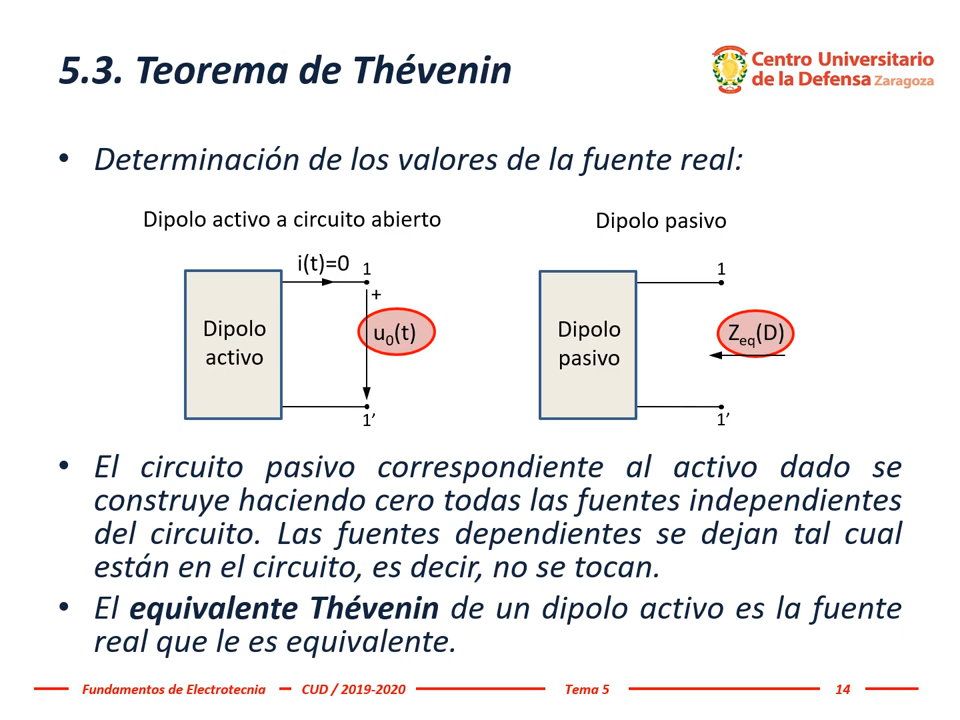 5.3. Teorema de Thévenin
Centro Universitario
de la Defensa Zaragoza
• Determinación de los valores de la fuente real:
Dipolo activo a circuito abierto
i(t)=0
1
+
Dipolo
activo
u₀(t)
1'
Dipolo pasivo
1
Dipolo
pasivo
Zeq(D)
1'
• El circuito pasivo correspondiente al activo dado se
construye haciendo cero todas las fuentes independientes
del circuito. Las fuentes dependientes se dejan tal cual
están en el circuito, es decir, no se tocan.
• El equivalente Thévenin de un dipolo activo es la fuente
real que le es equivalente.
Fundamentos de Electrotecnia CUD / 2019-2020 Tema 5 14